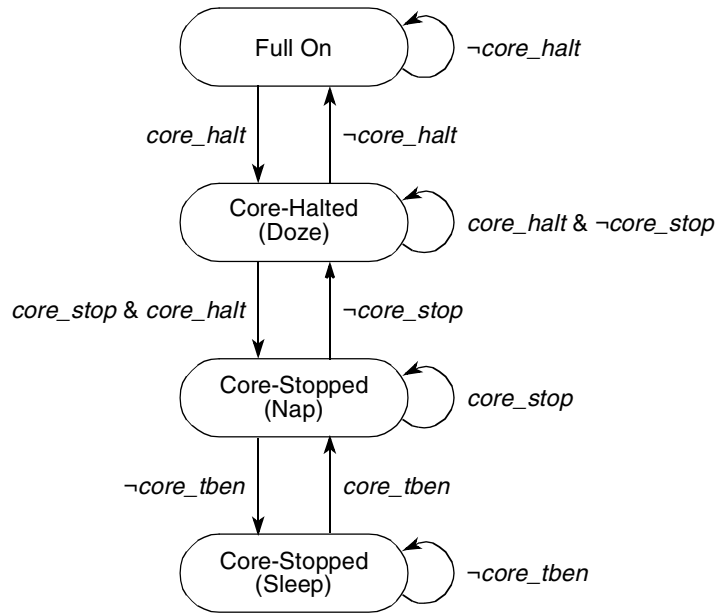 Full On
¬core_halt
core_halt
¬core_halt
Core-Halted
(Doze)
core_halt & ¬core_stop
core_stop & core_halt
¬core_stop
Core-Stopped
(Nap)
core_stop
¬core_tben
core_tben
Core-Stopped
(Sleep)
¬core_tben